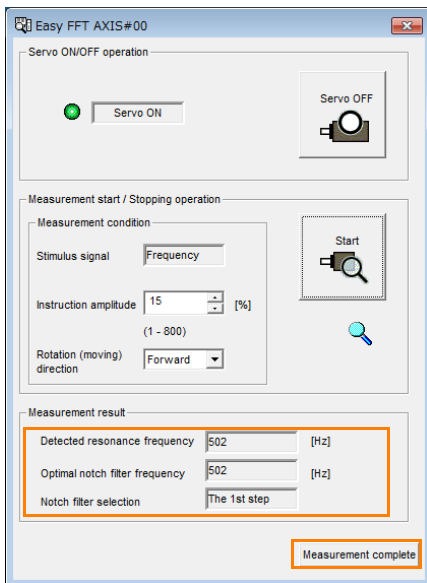 Easy FFT AXIS#00
Servo ON/OFF operation
Servo ON
Servo OFF
Measurement start / Stopping operation
Measurement condition
Stimulus signal Frequency
Start
Instruction amplitude 15 [%]
(1 - 800)
Rotation (moving)
direction Forward
Measurement result
Detected resonance frequency 502 [Hz]
Optimal notch filter frequency 502 [Hz]
Notch filter selection The 1st step
Measurement complete